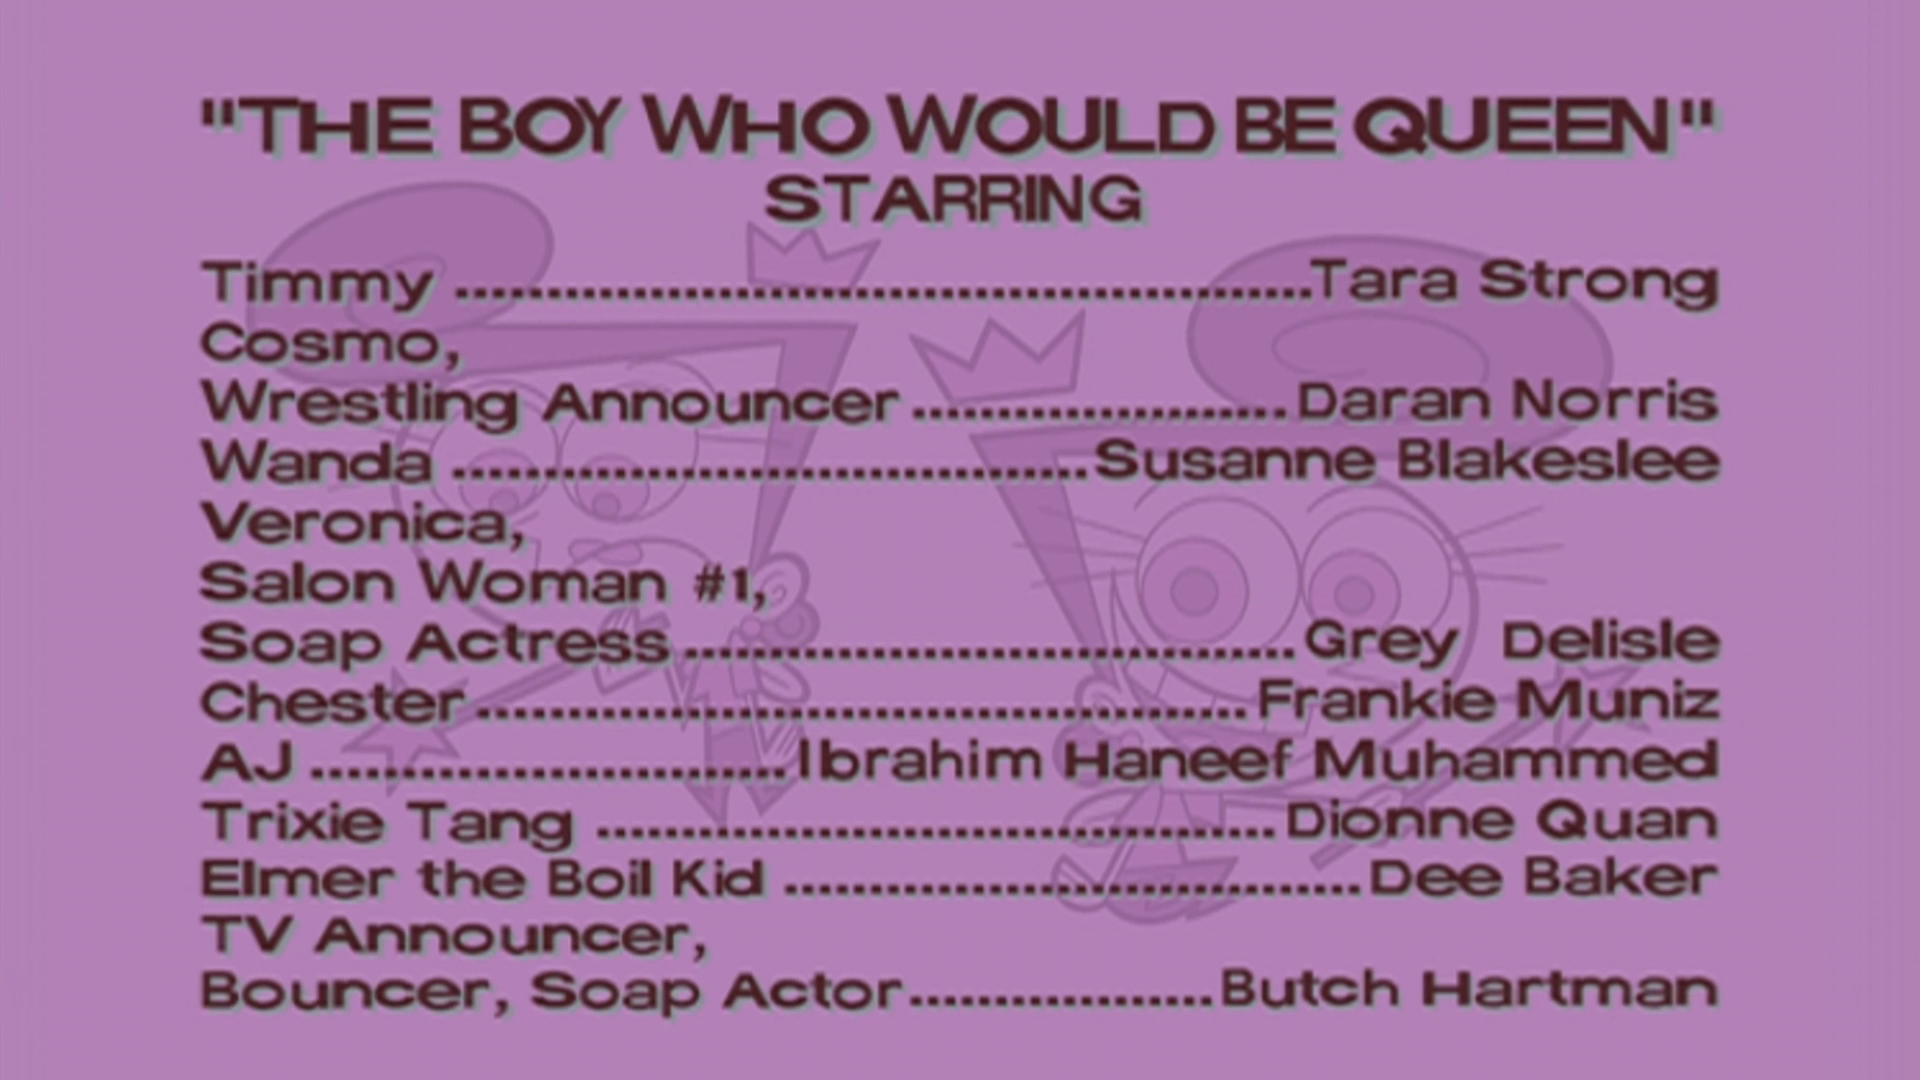 "THE BOY WHO WOULD BE QUEEN"
STARRING
Timmy ..........................................................Tara Strong
Cosmo,
Wrestling Announcer .......................Daran Norris
Wanda .......................................Susanne Blakeslee
Veronica,
Salon Woman #1,
Soap Actress .....................................Grey Delisle
Chester ...............................................Frankie Muniz
AJ .............................Ibrahim Haneef Muhammed
Trixie Tang .........................................Dionne Quan
Elmer the Boil Kid ...................................Dee Baker
TV Announcer,
Bouncer, Soap Actor..................Butch Hartman